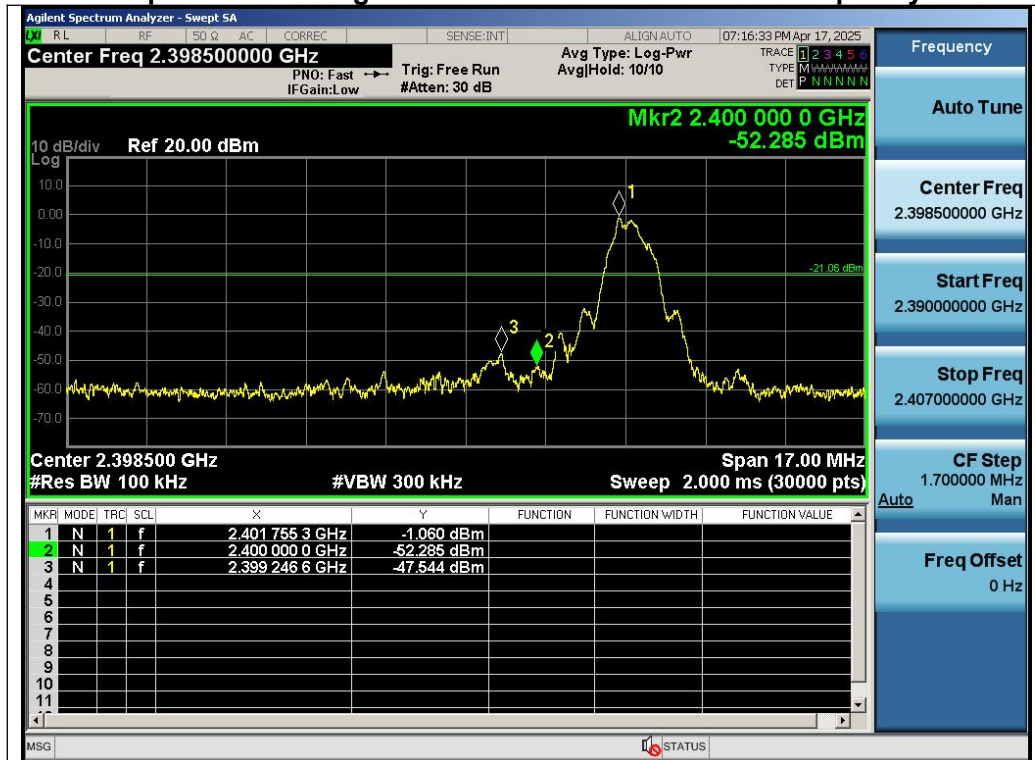 Agilent Spectrum Analyzer - Swept SA
LXI RL RF 50 Ω AC CORREC SENSE:INT ALIGN AUTO 07:16:33 PM Apr 17, 2025
Center Freq 2.398500000 GHz
PNO: Fast
IFGain:Low
Trig: Free Run
#Atten: 30 dB
Avg Type: Log-Pwr
Avg|Hold: 10/10
TRACE 1 2 3 4 5 6
TYPE M WWWWW
DET P N N N N N
Mkr2 2.400 000 0 GHz
-52.285 dBm
10 dB/div Ref 20.00 dBm
Log
10.0
0.00
-10.0
-20.0
-30.0
-40.0
-50.0
-60.0
-70.0
1
-21.06 dBm
3
2
Center 2.398500 GHz Span 17.00 MHz
#Res BW 100 kHz #VBW 300 kHz Sweep 2.000 ms (30000 pts)
MKR MODE TRC SCL X Y FUNCTION FUNCTION WIDTH FUNCTION VALUE
1 N 1 f 2.401 755 3 GHz -1.060 dBm
2 N 1 f 2.400 000 0 GHz -52.285 dBm
3 N 1 f 2.399 246 6 GHz -47.544 dBm
4
5
6
7
8
9
10
11
MSG STATUS
Frequency
Auto Tune
Center Freq
2.398500000 GHz
Start Freq
2.390000000 GHz
Stop Freq
2.407000000 GHz
CF Step
1.700000 MHz
Auto Man
Freq Offset
0 Hz